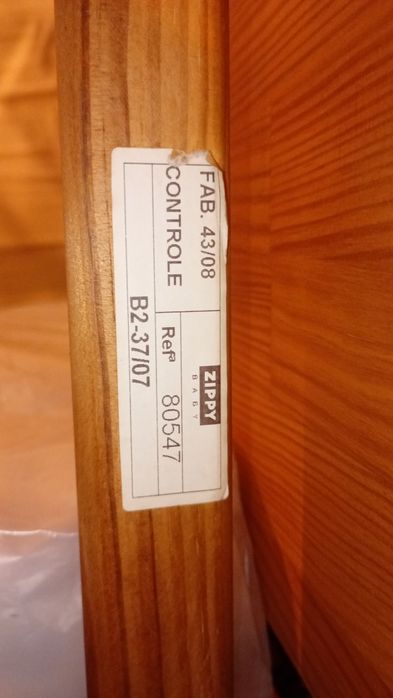 FAB. 43/08
ZIPPY
BABY
CONTROLE
Refª 80547
B2-37/07